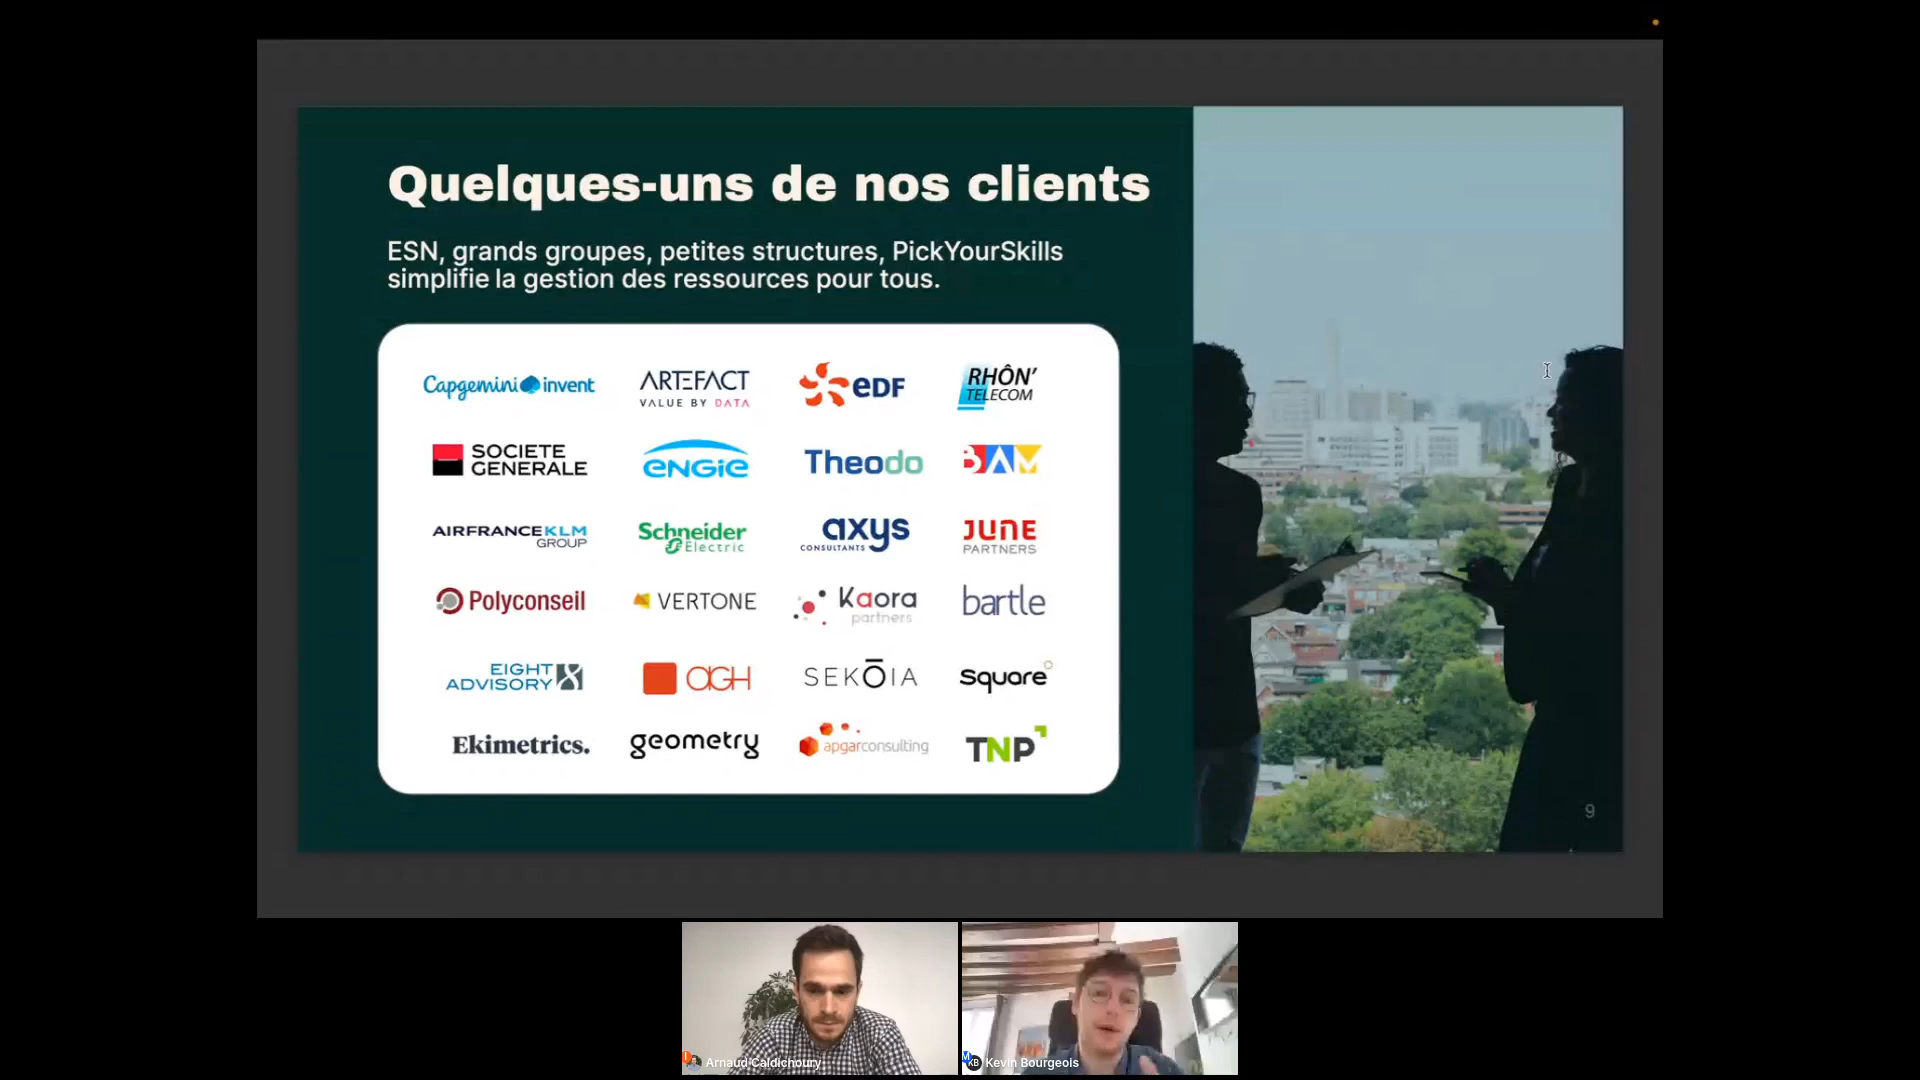 Quelques-uns de nos clients
ESN, grands groupes, petites structures, PickYourSkills
simplifie la gestion des ressources pour tous.
Capgemini invent
ARTEFACT
VALUE BY DATA
eDF
RHÔN'
TELECOM
SOCIETE
GENERALE
ENGIE
Theodo
BAM
AIRFRANCE KLM
GROUP
Schneider
Electric
axys
CONSULTANTS
JUNE
PARTNERS
Polyconseil
VERTONE
Kaora
partners
bartle
EIGHT
ADVISORY
AGH
SEKŌIA
square
Ekimetrics.
geometry
apgarconsulting
TNP
9
Arnaud Caldichoury
KB
Kevin Bourgeois